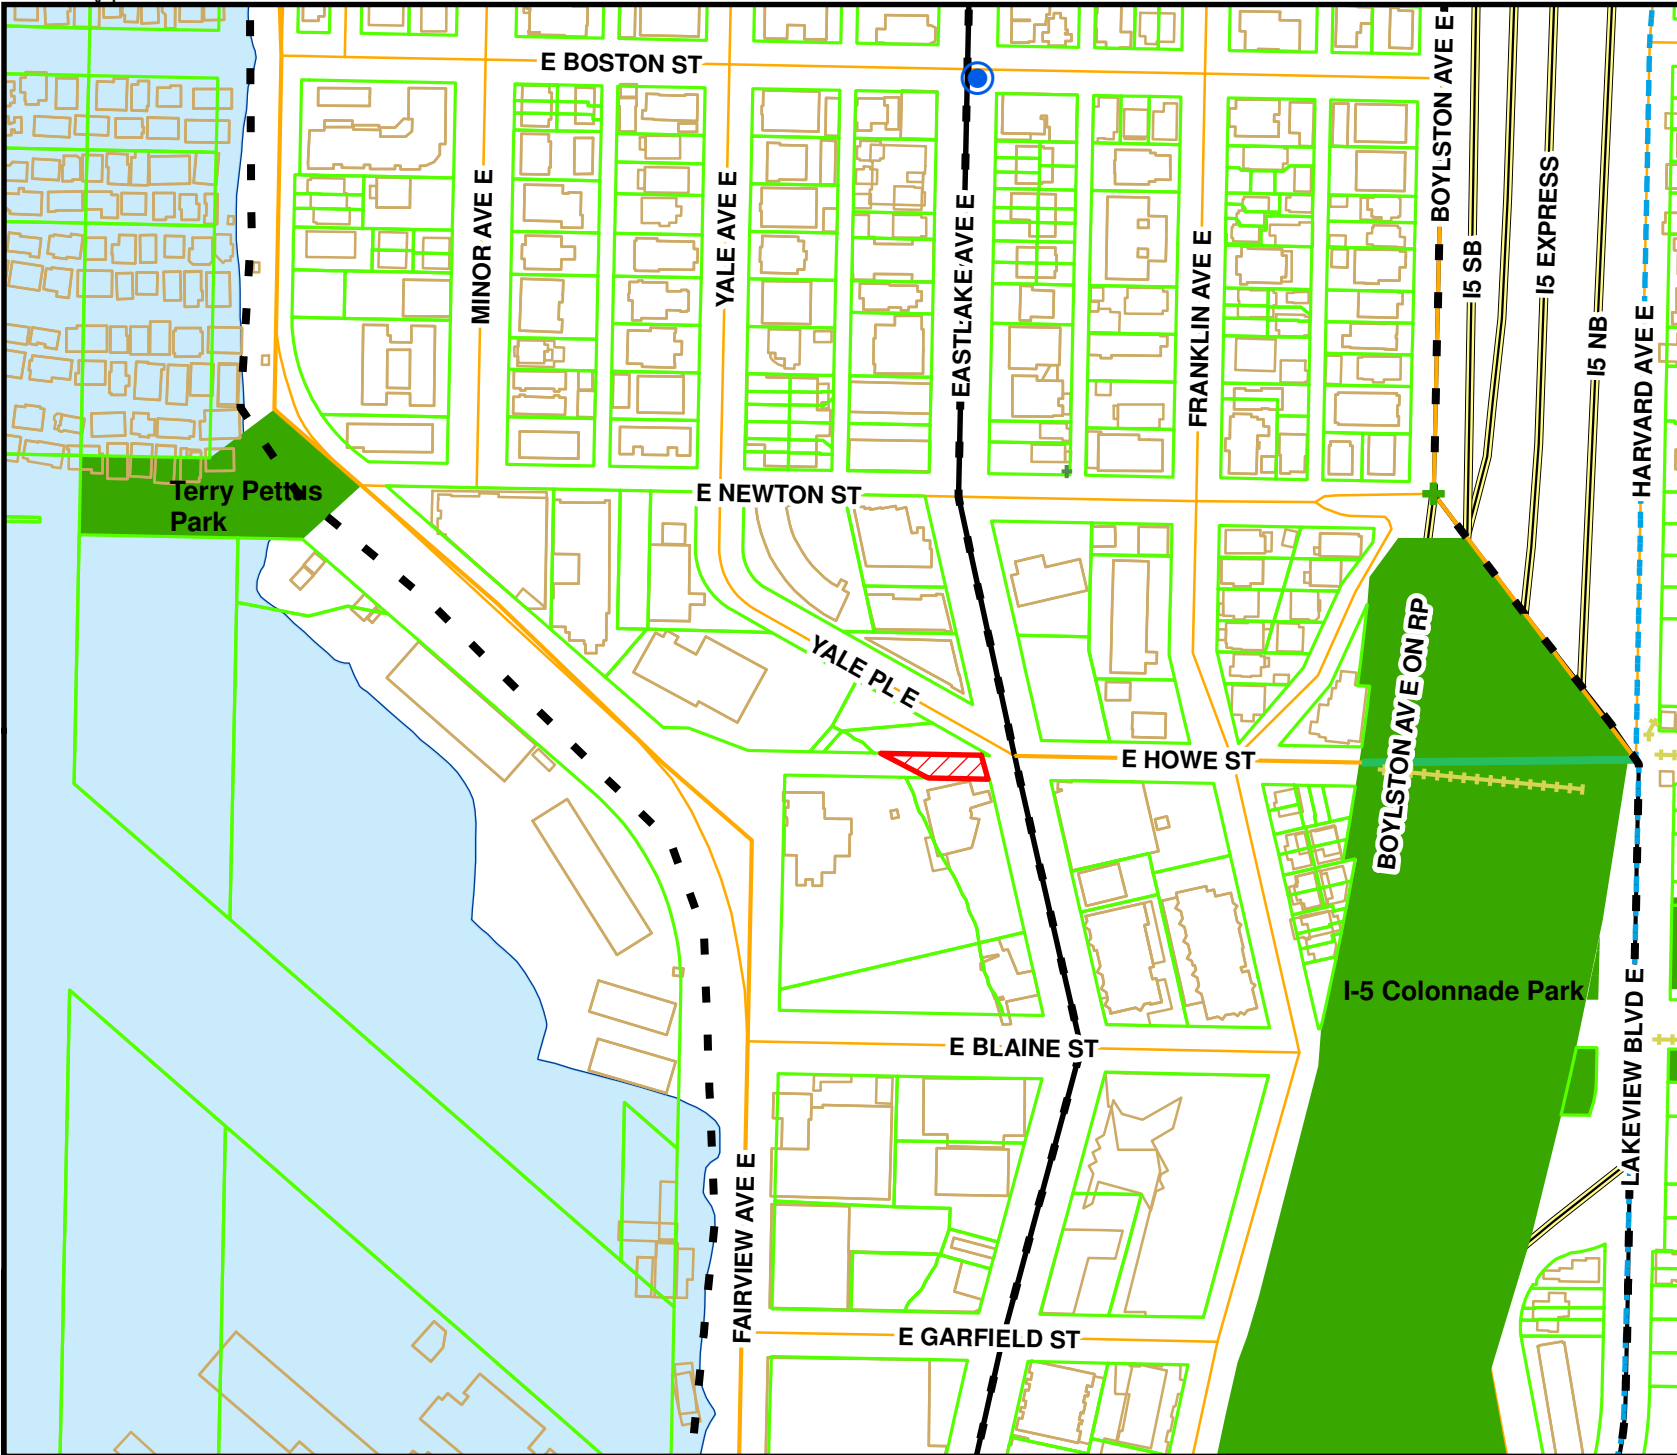 E BOSTON ST
BOYLSTON AVE E
MINOR AVE E
YALE AVE E
EASTLAKE AVE E
FRANKLIN AVE E
I5 SB
I5 EXPRESS
I5 NB
HARVARD AVE E
Terry Pettus
Park
E NEWTON ST
YALE PL E
BOYLSTON AV E ON RP
E HOWE ST
I-5 Colonnade Park
LAKEVIEW BLVD E
E BLAINE ST
FAIRVIEW AVE E
E GARFIELD ST